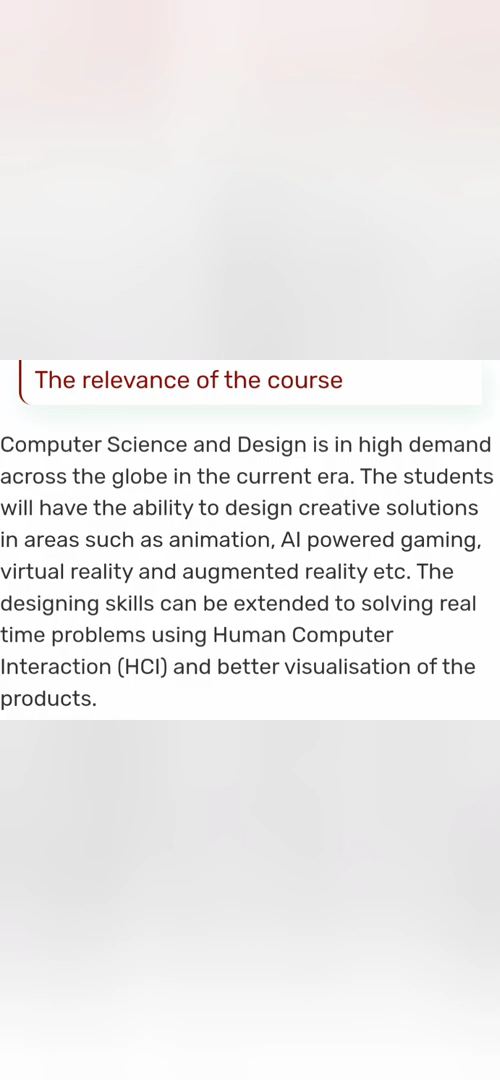 The relevance of the course
Computer Science and Design is in high demand
across the globe in the current era. The students
will have the ability to design creative solutions
in areas such as animation, AI powered gaming,
virtual reality and augmented reality etc. The
designing skills can be extended to solving real
time problems using Human Computer
Interaction (HCI) and better visualisation of the
products.